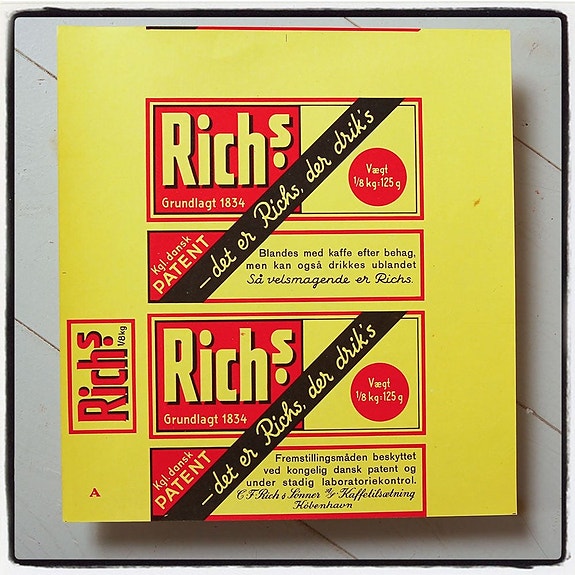 Richs.
Grundlagt 1834
— det er Richs, der drik's
Vægt
1/8 kg:125 g
Kgl. dansk
PATENT
Blandes med kaffe efter behag,
men kan også drikkes ublandet
Så velsmagende er Richs.
Richs.
1/8 kg
Richs.
Grundlagt 1834
— det er Richs, der drik's
Vægt
1/8 kg:125 g
Kgl. dansk
PATENT
Fremstillingsmåden beskyttet
ved kongelig dansk patent og
under stadig laboratoriekontrol.
C. F. Rich & Sönner A/S Kaffetilsætning
Köbenhavn
A